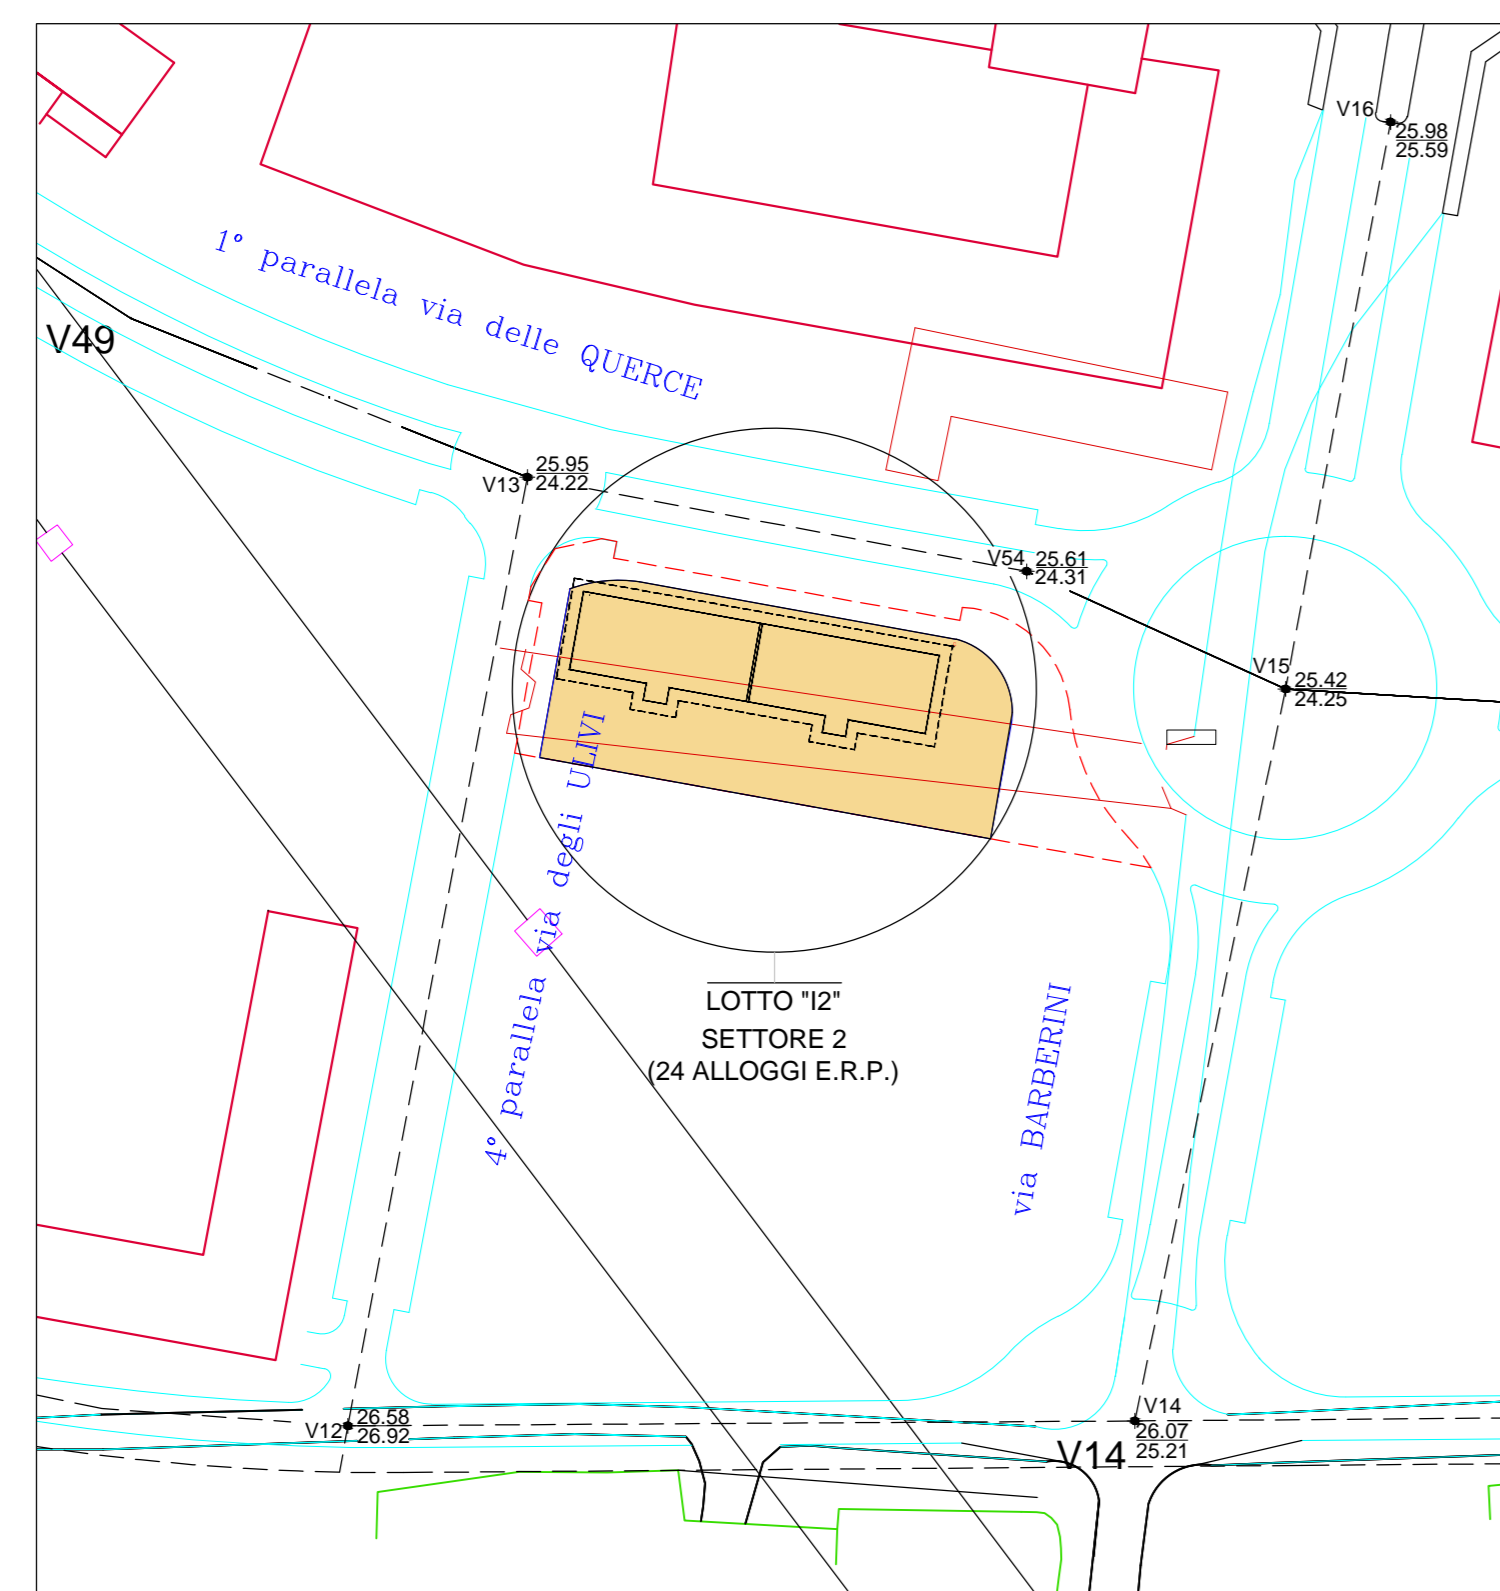 V16
25.98
25.59
1° parallela via delle QUERCE
V49
25.95
V13
24.22
V54
25.61
24.31
V15
25.42
24.25
4° parallela via degli ULIVI
LOTTO "I2"
SETTORE 2
(24 ALLOGGI E.R.P.)
via BARBERINI
V12
26.58
26.92
V14
26.07
25.21
V14